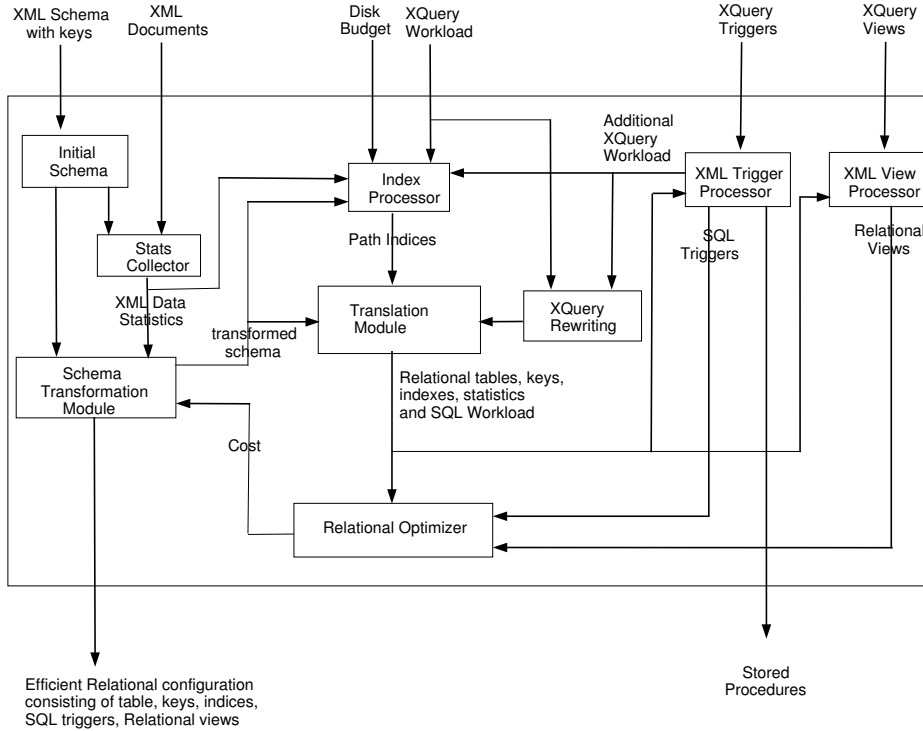 XML Schema
with keys
XML
Documents
Disk
Budget
XQuery
Workload
XQuery
Triggers
XQuery
Views
Additional
XQuery
Workload
Initial
Schema
Index
Processor
XML Trigger
Processor
XML View
Processor
Stats
Collector
Path Indices
SQL
Triggers
Relational
Views
XML Data
Statistics
Translation
Module
XQuery
Rewriting
transformed
schema
Schema
Transformation
Module
Relational tables, keys,
indexes, statistics
and SQL Workload
Cost
Relational Optimizer
Efficient Relational configuration
consisting of table, keys, indices,
SQL triggers, Relational views
Stored
Procedures